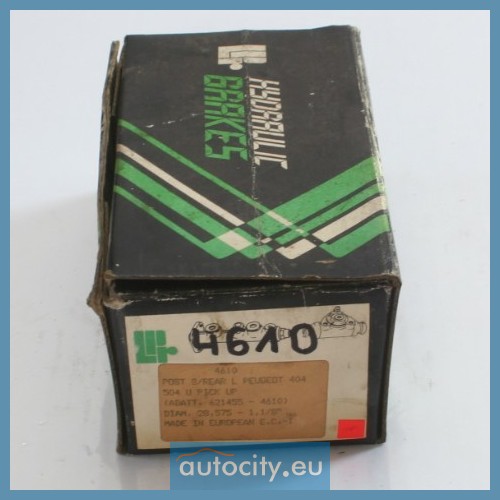 HYDRAULIC
BRAKES
4610
4610
POST S/REAR L PEUGEOT 404
504 U PICK UP
(ADATT. 621455 - 4610)
DIAM. 28.575 - 1.1/8"
MADE IN EUROPEAN E.C.-I
autocity.eu